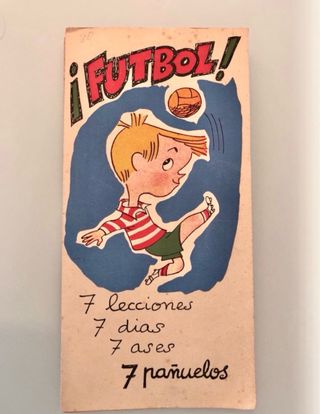 ¡FUTBOL!
7 lecciones
7 dias
7 ases
7 pañuelos